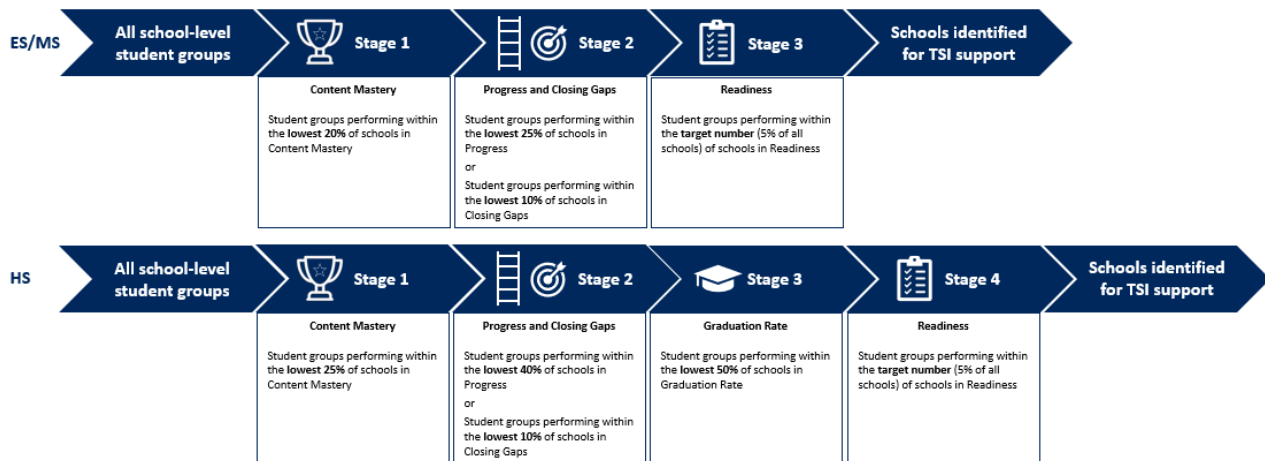 ES/MS
All school-level
student groups
Stage 1
Stage 2
Stage 3
Schools identified
for TSI support
Content Mastery
Student groups performing within
the lowest 20% of schools in
Content Mastery
Progress and Closing Gaps
Student groups performing within
the lowest 25% of schools in
Progress
or
Student groups performing within
the lowest 10% of schools in
Closing Gaps
Readiness
Student groups performing within
the target number (5% of all
schools) of schools in Readiness
HS
All school-level
student groups
Stage 1
Stage 2
Stage 3
Stage 4
Schools identified
for TSI support
Content Mastery
Student groups performing within
the lowest 25% of schools in
Content Mastery
Progress and Closing Gaps
Student groups performing within
the lowest 40% of schools in
Progress
or
Student groups performing within
the lowest 10% of schools in
Closing Gaps
Graduation Rate
Student groups performing within
the lowest 50% of schools in
Graduation Rate
Readiness
Student groups performing within
the target number (5% of all
schools) of schools in Readiness